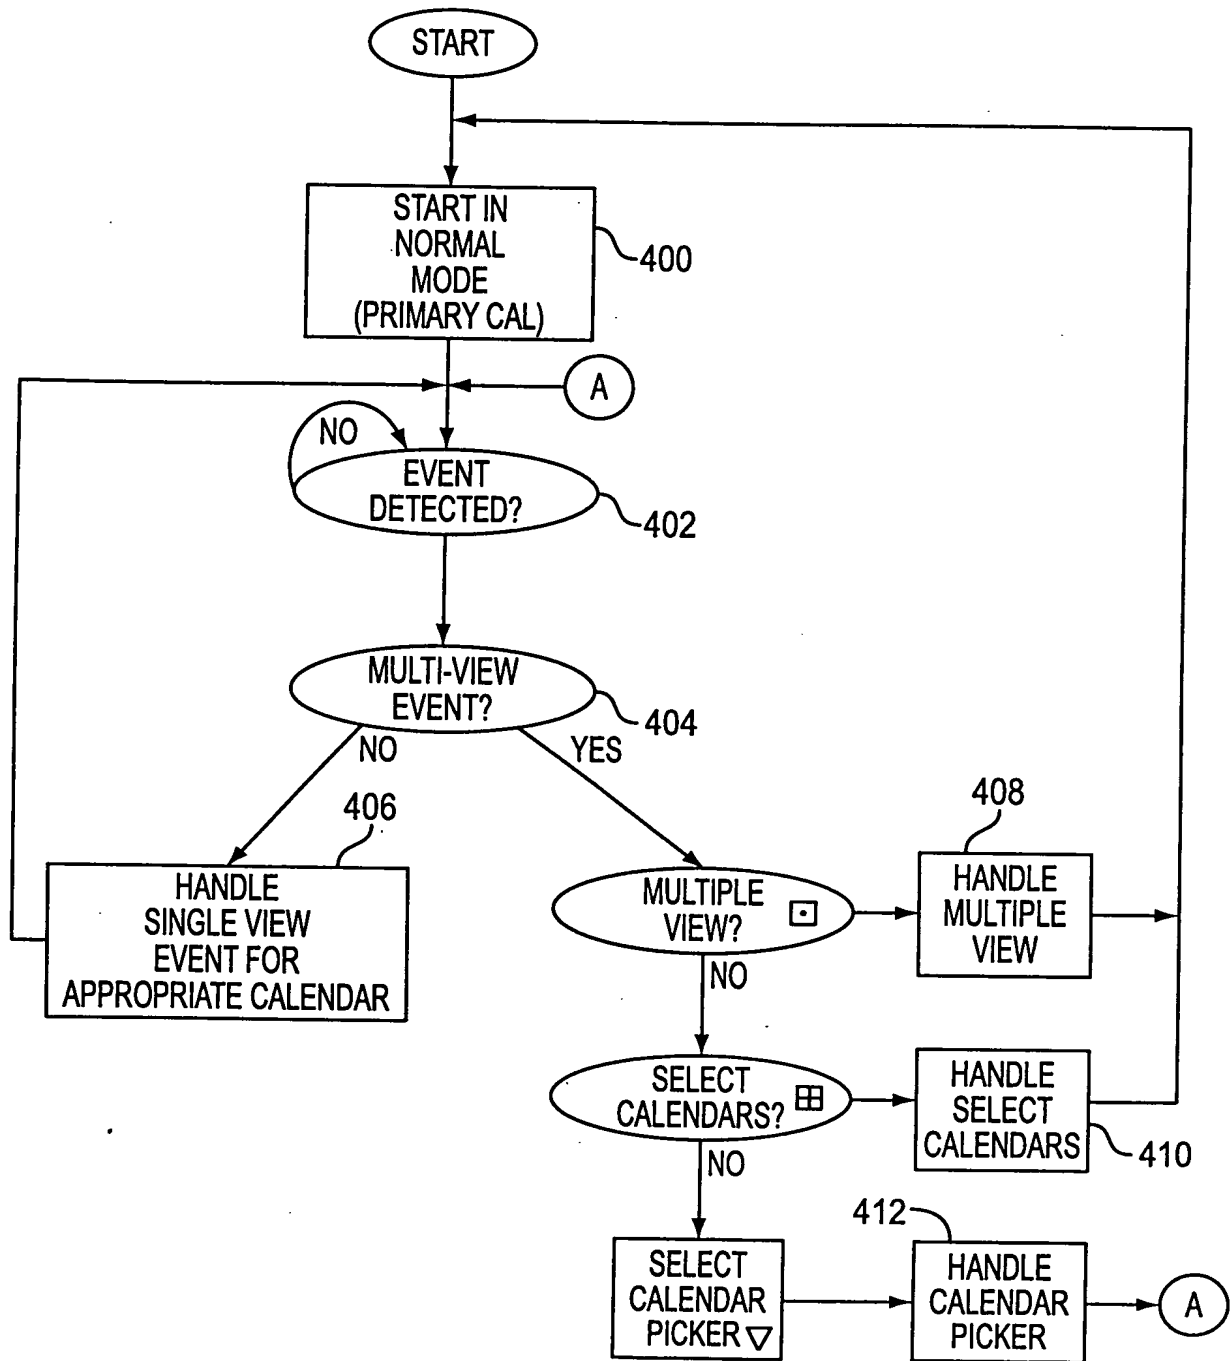 START
START IN
NORMAL
MODE
(PRIMARY CAL)
400
A
NO
EVENT
DETECTED?
402
MULTI-VIEW
EVENT?
404
NO
YES
406
HANDLE
SINGLE VIEW
EVENT FOR
APPROPRIATE CALENDAR
MULTIPLE
VIEW?
408
HANDLE
MULTIPLE
VIEW
NO
SELECT
CALENDARS?
HANDLE
SELECT
CALENDARS
410
NO
SELECT
CALENDAR
PICKER
412
HANDLE
CALENDAR
PICKER
A